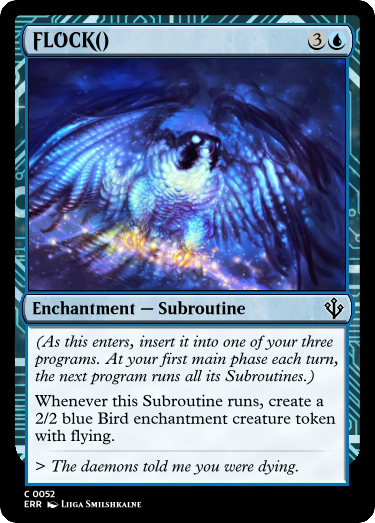 FLOCK()
3
Enchantment — Subroutine
(As this enters, insert it into one of your three
programs. At your first main phase each turn,
the next program runs all its Subroutines.)
Whenever this Subroutine runs, create a
2/2 blue Bird enchantment creature token
with flying.
> The daemons told me you were dying.
C 0052
ERR Liiga Smilshkalne